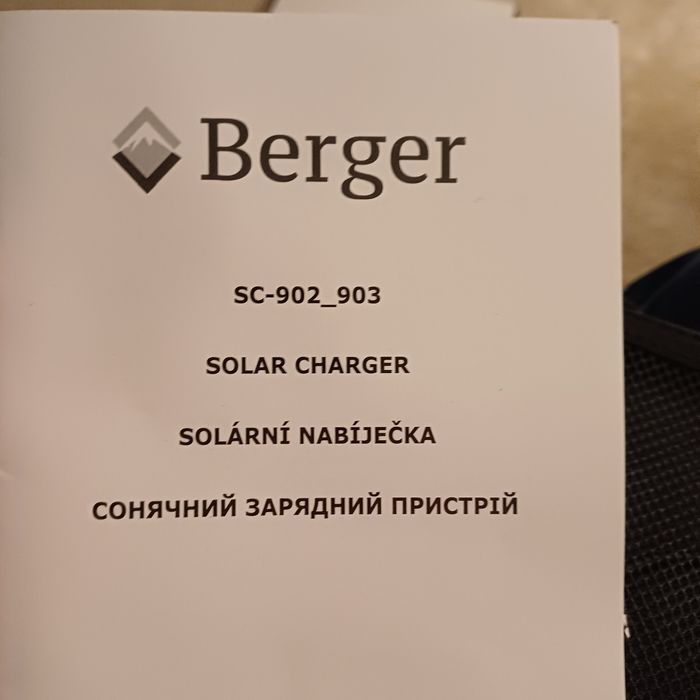 Berger
SC-902_903
SOLAR CHARGER
SOLÁRNÍ NABÍJEČKA
СОНЯЧНИЙ ЗАРЯДНИЙ ПРИСТРІЙ